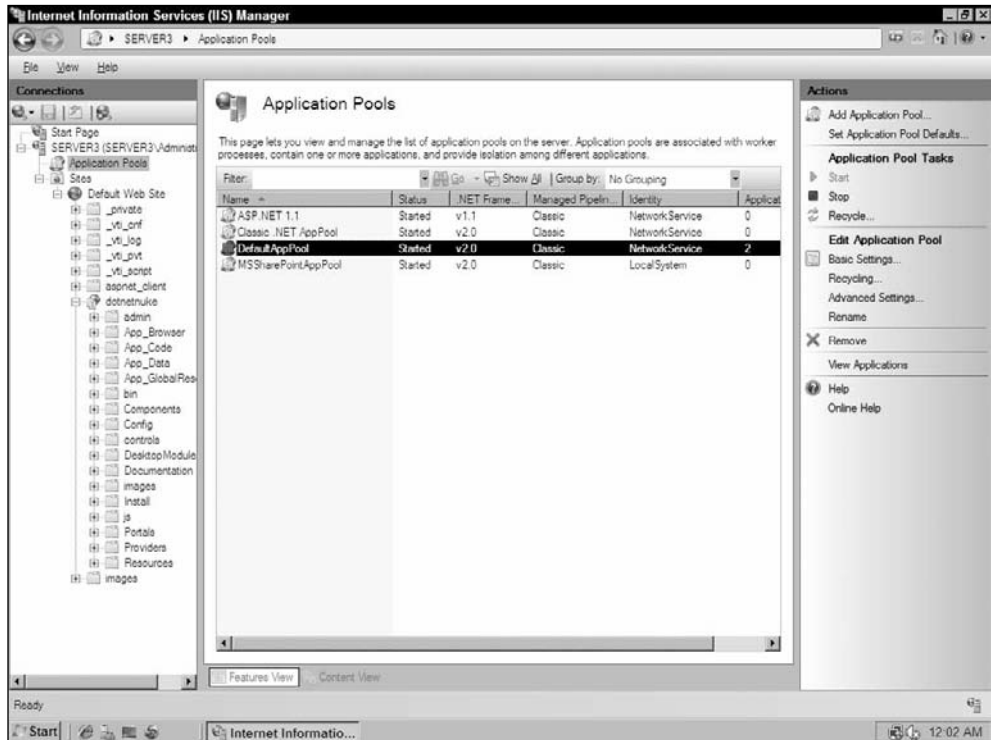 Internet Information Services (IIS) Manager
SERVER3 Application Pools
File View Help
Connections
Start Page
SERVER3 (SERVER3\Administ
Application Pools
Sites
Default Web Site
_private
_vti_cnf
_vti_log
_vti_pvt
_vti_script
aspnet_client
dotnetnuke
admin
App_Browser
App_Code
App_Data
App_GlobalRes
bin
Components
Config
controls
DesktopModule
Documentation
images
Install
js
Portals
Providers
Resources
images
Application Pools
This page lets you view and manage the list of application pools on the server. Application pools are associated with worker
processes, contain one or more applications, and provide isolation among different applications.
Filter: Go Show All Group by: No Grouping
Name Status .NET Frame... Managed Pipelin... Identity Applicat
ASP.NET 1.1 Started v1.1 Classic NetworkService 0
Classic .NET AppPool Started v2.0 Classic NetworkService 0
DefaultAppPool Started v2.0 Classic NetworkService 2
MSSharePointAppPool Started v2.0 Classic LocalSystem 0
Features View Content View
Actions
Add Application Pool...
Set Application Pool Defaults...
Application Pool Tasks
Start
Stop
Recycle...
Edit Application Pool
Basic Settings...
Recycling...
Advanced Settings...
Rename
Remove
View Applications
Help
Online Help
Ready
Start Internet Informatio... 12:02 AM